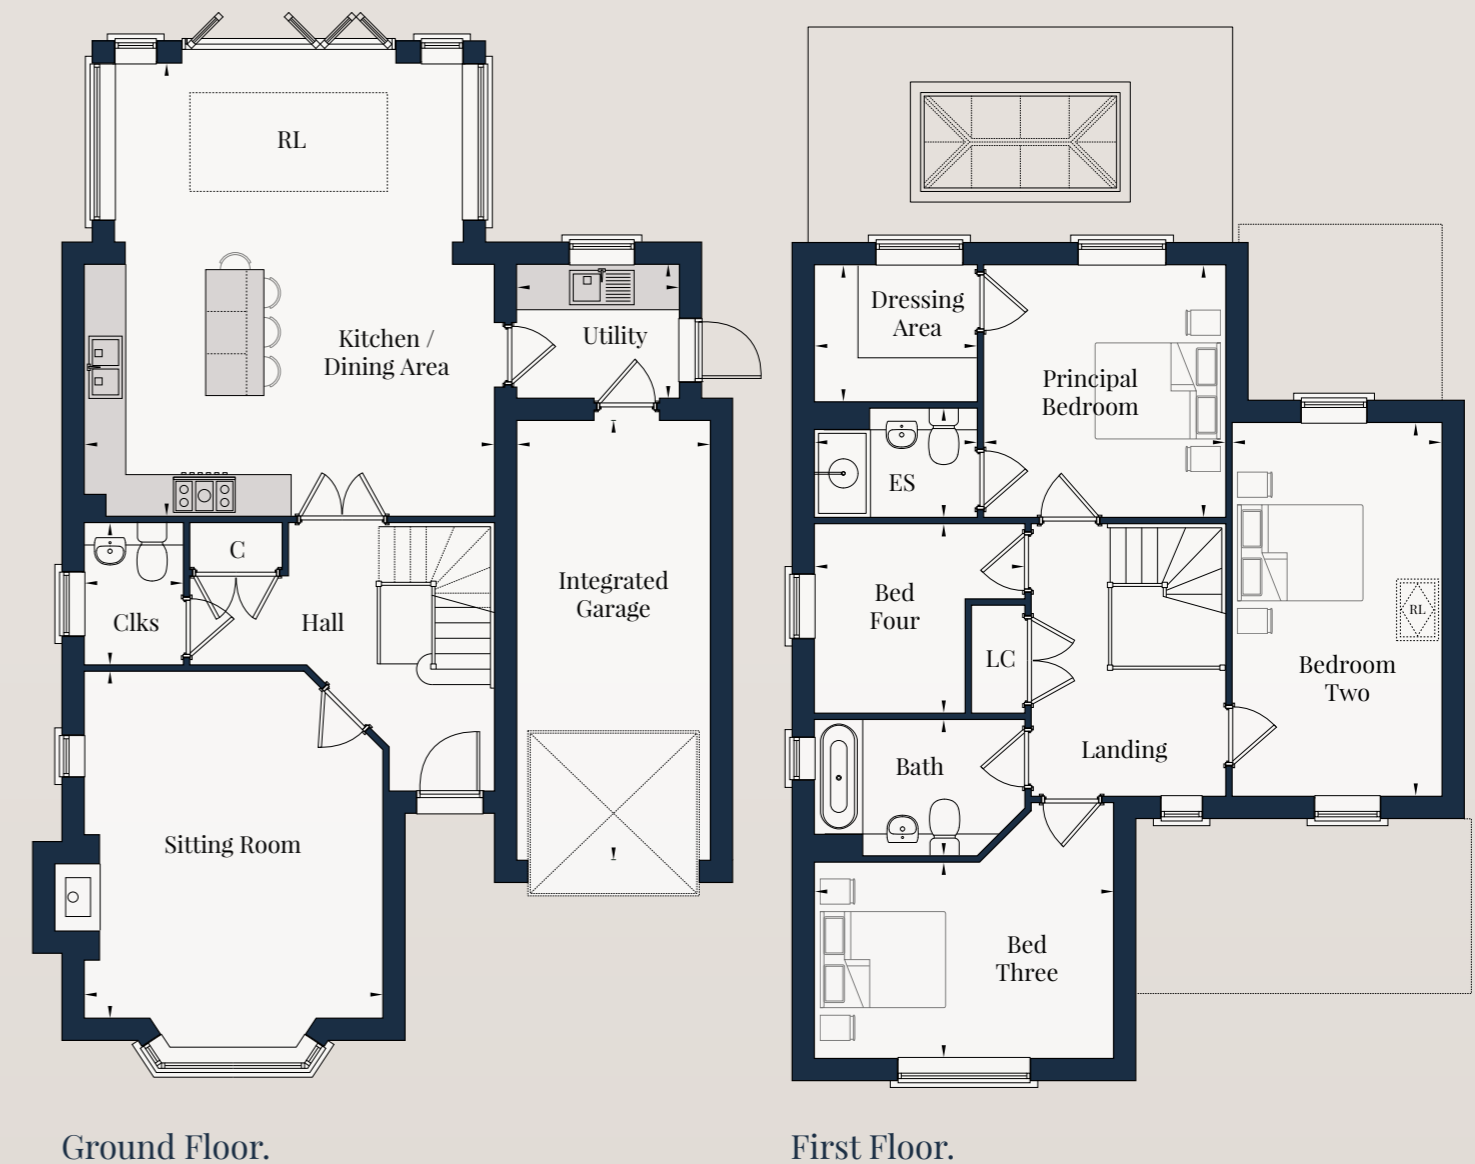 RL
Kitchen /
Dining Area
Utility
C
Clks
Hall
Integrated
Garage
Sitting Room
Ground Floor.
Dressing
Area
Principal
Bedroom
ES
Bed
Four
LC
RL
Bedroom
Two
Landing
Bath
Bed
Three
First Floor.